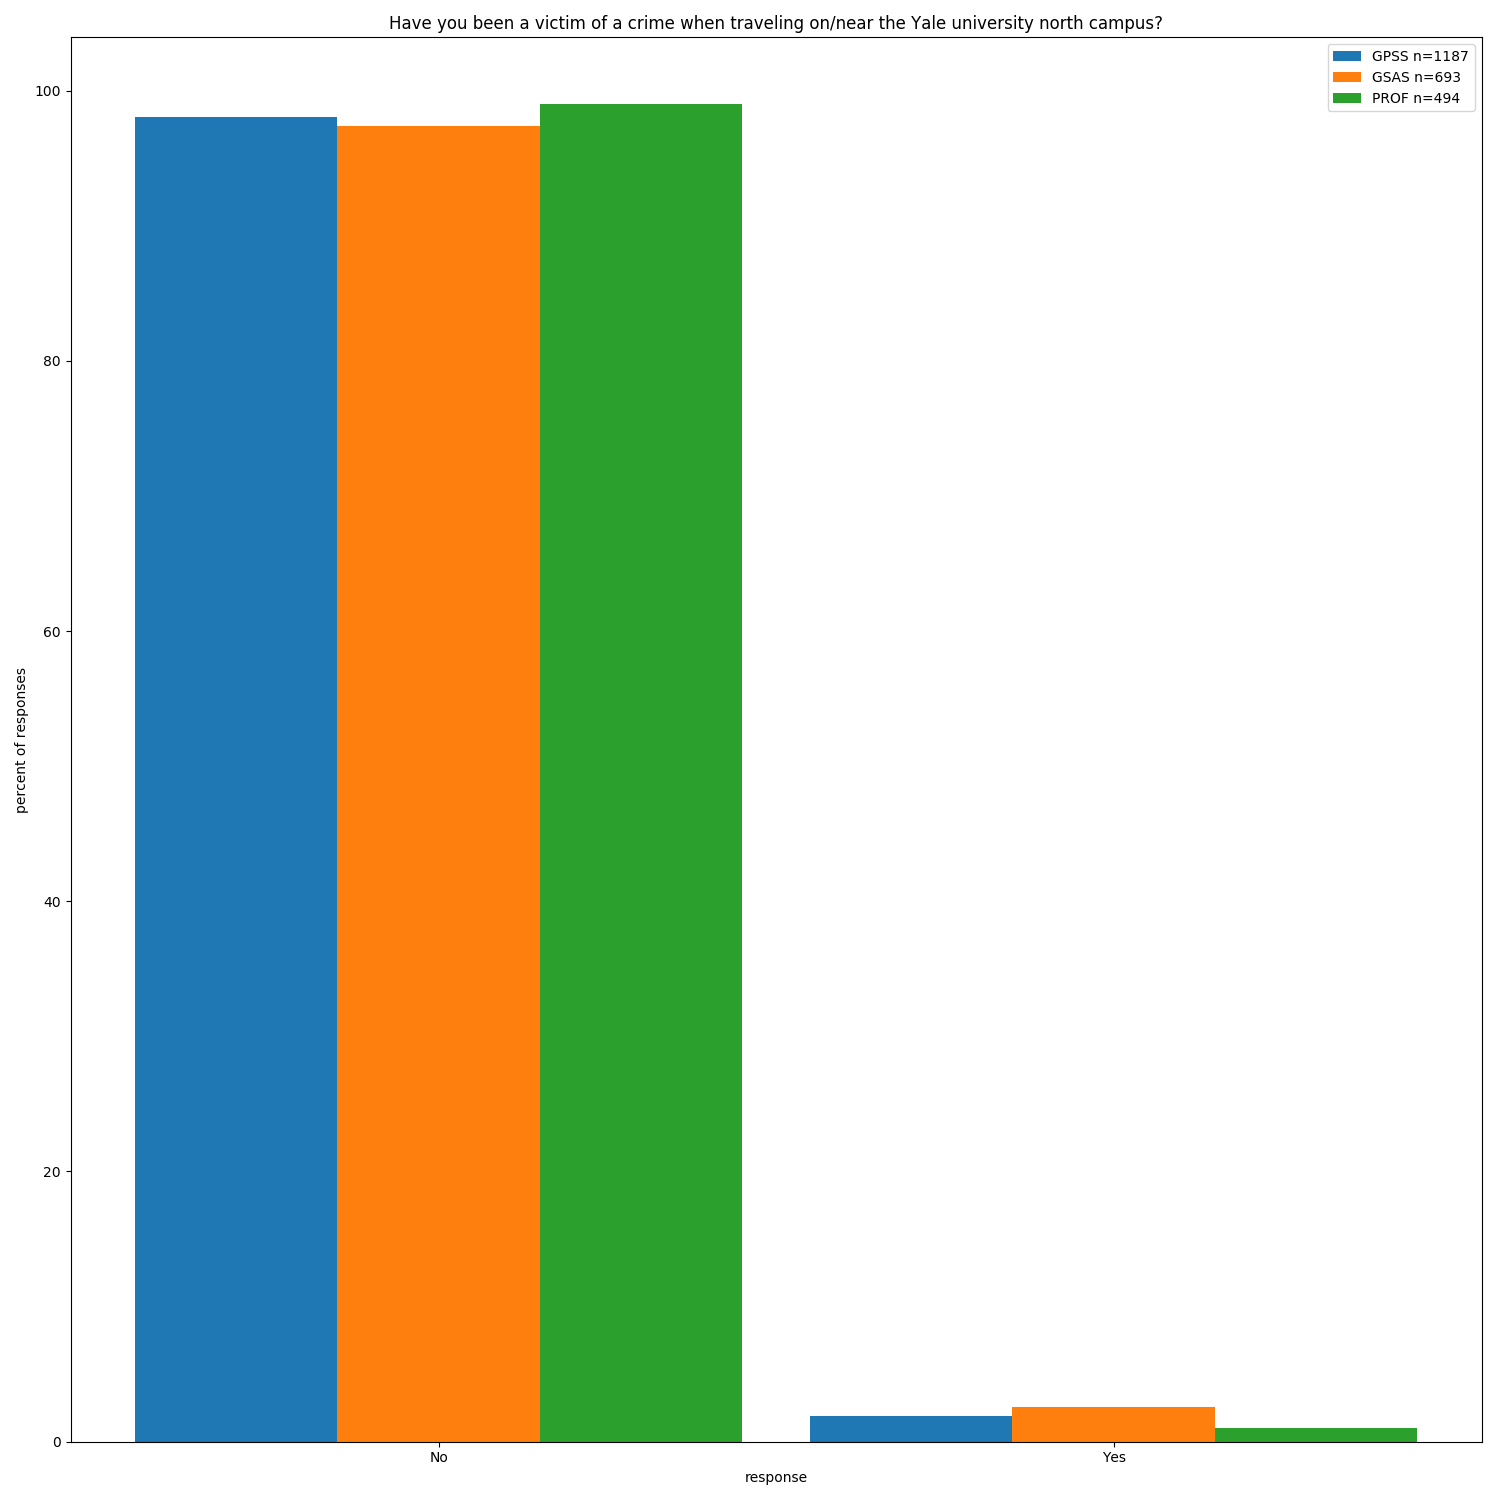 Have you been a victim of a crime when traveling on/near the Yale university north campus?
GPSS n=1187
GSAS n=693
PROF n=494
100
80
60
40
20
0
percent of responses
No
Yes
response